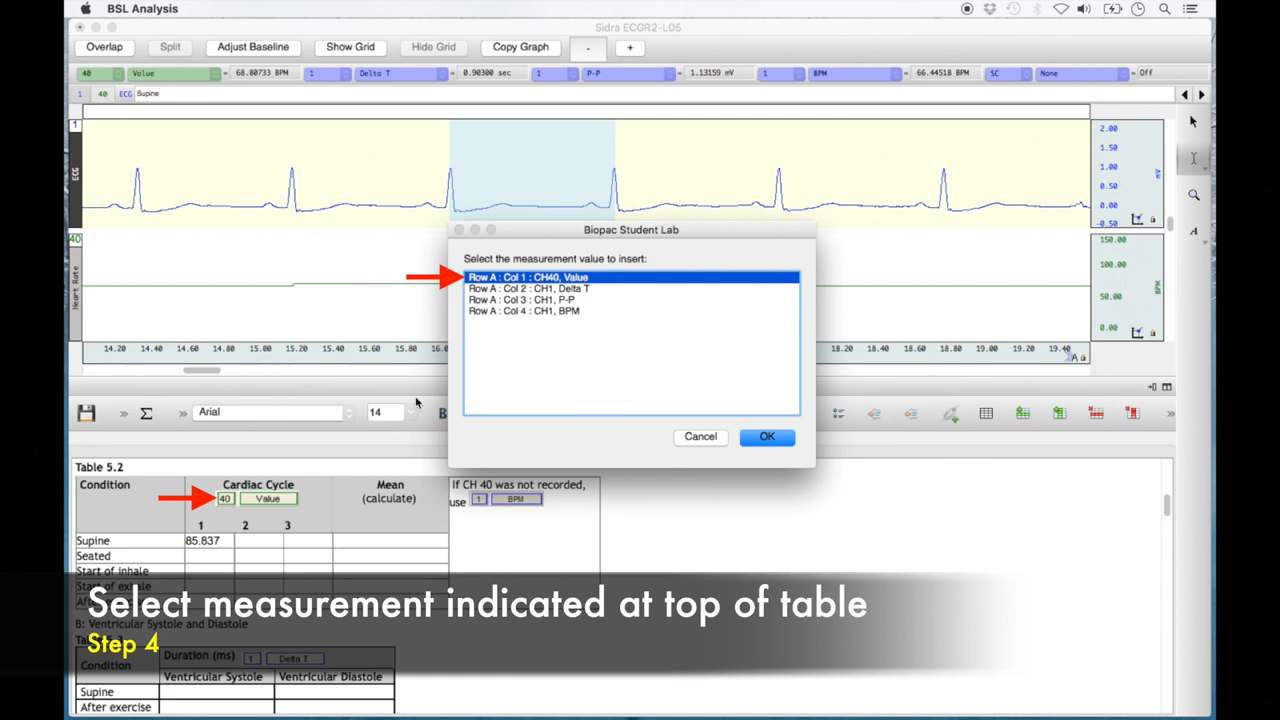 BSL Analysis
Sidra ECGR2-L05
Overlap Split Adjust Baseline Show Grid Hide Grid Copy Graph - +
40 Value = 68.80733 BPM 1 Delta T = 0.90300 sec 1 P-P = 1.13159 mV 1 BPM = 66.44518 BPM SC None = Off
1 40 ECG Supine
1
ECG
2.00
1.50
1.00
0.50
0.00
-0.50
mV
40
Heart Rate
150.00
100.00
50.00
0.00
BPM
14.20 14.40 14.60 14.80 15.00 15.20 15.40 15.60 15.80 16.0 18.20 18.40 18.60 18.80 19.00 19.20 19.40
A
Biopac Student Lab
Select the measurement value to insert:
Row A : Col 1 : CH40, Value
Row A : Col 2 : CH1, Delta T
Row A : Col 3 : CH1, P-P
Row A : Col 4 : CH1, BPM
Cancel OK
» Σ » Arial 14 B »
Table 5.2
Condition Cardiac Cycle Mean If CH 40 was not recorded,
40 Value (calculate) use 1 BPM
1 2 3
Supine 85.837
Seated
Start of inhale
Start of exhale
Select measurement indicated at top of table
B: Ventricular Systole and Diastole
Step 4
Condition Duration (ms) 1 Delta T
Ventricular Systole Ventricular Diastole
Supine
After exercise